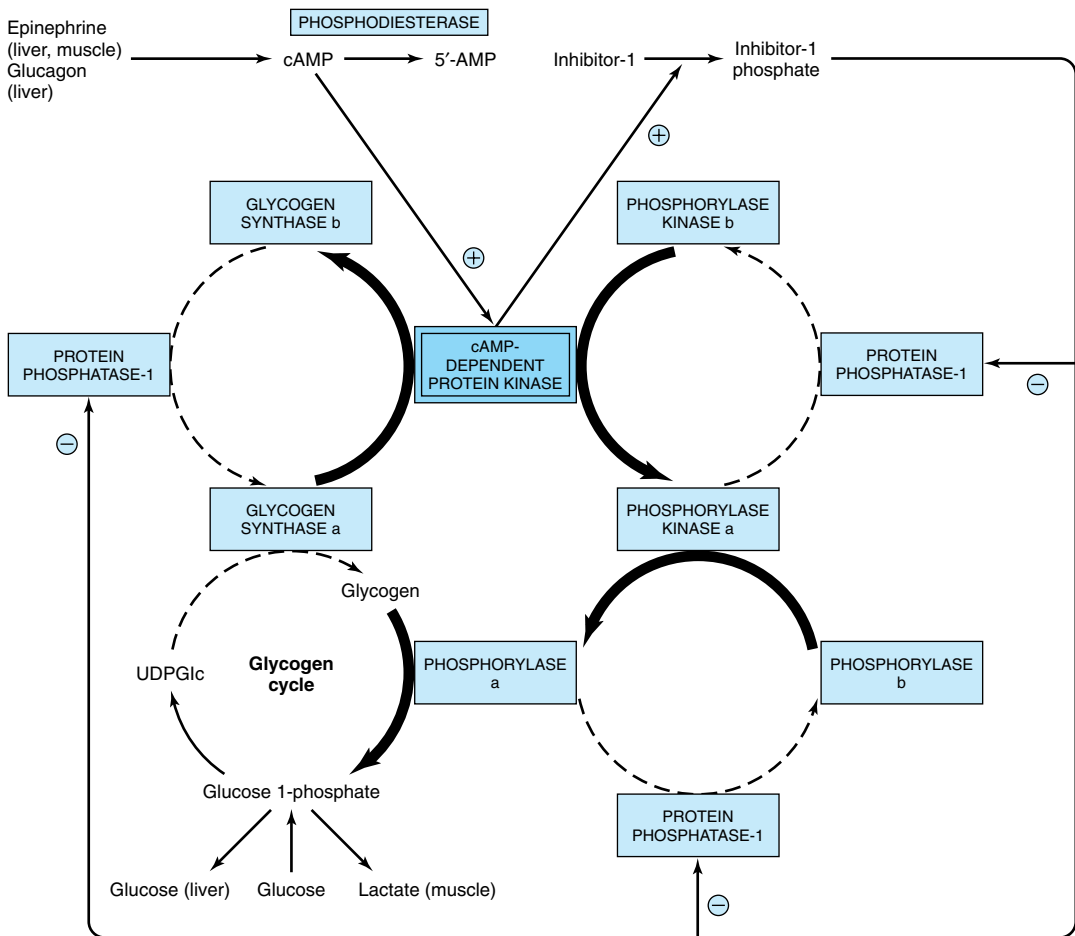 PHOSPHODIESTERASE
Epinephrine
(liver, muscle)
Glucagon
(liver)
cAMP
5′-AMP
Inhibitor-1
Inhibitor-1
phosphate
+
+
GLYCOGEN
SYNTHASE b
PHOSPHORYLASE
KINASE b
PROTEIN
PHOSPHATASE-1
cAMP-
DEPENDENT
PROTEIN KINASE
PROTEIN
PHOSPHATASE-1
−
−
GLYCOGEN
SYNTHASE a
PHOSPHORYLASE
KINASE a
Glycogen
UDPGlc
Glycogen
cycle
PHOSPHORYLASE
a
PHOSPHORYLASE
b
Glucose 1-phosphate
PROTEIN
PHOSPHATASE-1
Glucose (liver)
Glucose
Lactate (muscle)
−